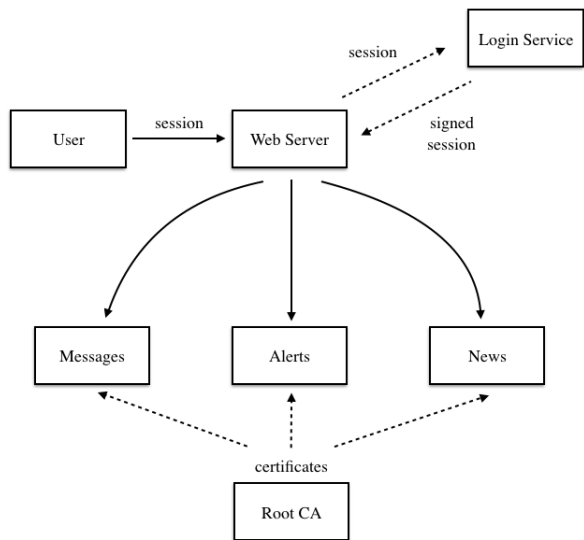 Login Service
session
session
signed
session
User
Web Server
Messages
Alerts
News
certificates
Root CA